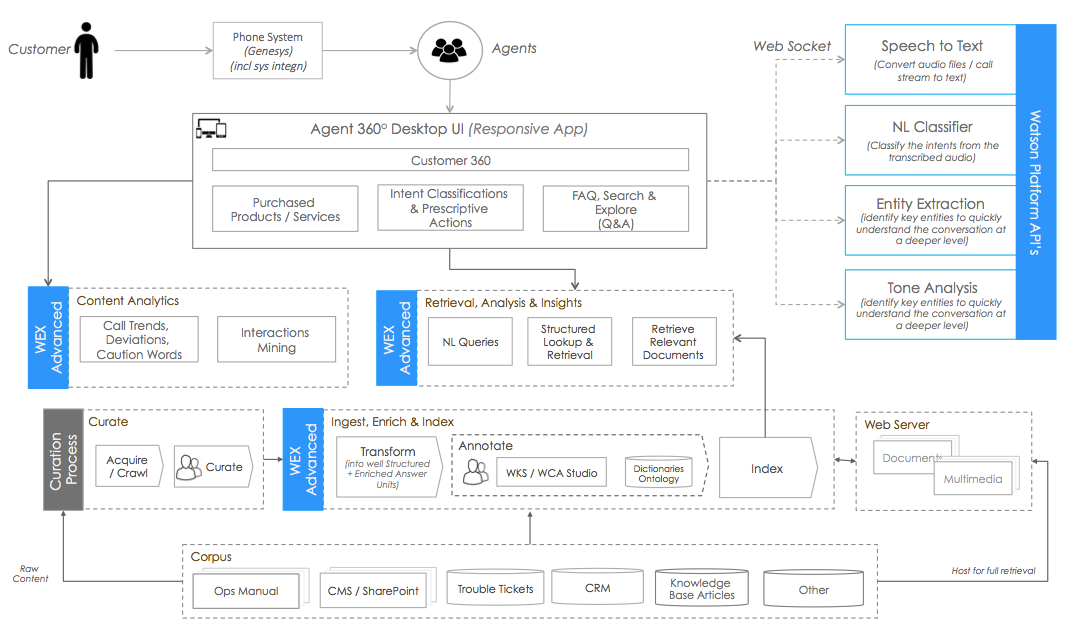 Customer
Phone System
(Genesys)
(incl sys integn)
Agents
Web Socket
Speech to Text
(Convert audio files / call
stream to text)
NL Classifier
(Classify the intents from the
transcribed audio)
Entity Extraction
(identify key entities to quickly
understand the conversation at
a deeper level)
Tone Analysis
(identify key entities to quickly
understand the conversation at
a deeper level)
Watson Platform API's
Agent 360° Desktop UI (Responsive App)
Customer 360
Purchased
Products / Services
Intent Classifications
& Prescriptive
Actions
FAQ, Search &
Explore
(Q&A)
WEX
Advanced
Content Analytics
Call Trends,
Deviations,
Caution Words
Interactions
Mining
WEX
Advanced
Retrieval, Analysis & Insights
NL Queries
Structured
Lookup &
Retrieval
Retrieve
Relevant
Documents
Curation
Process
Curate
Acquire
/ Crawl
Curate
WEX
Advanced
Ingest, Enrich & Index
Transform
(into well Structured
+ Enriched Answer
Units)
Annotate
WKS / WCA Studio
Dictionaries
Ontology
Index
Web Server
Documents
Multimedia
Raw
Content
Corpus
Ops Manual
CMS / SharePoint
Trouble Tickets
CRM
Knowledge
Base Articles
Other
Host for full retrieval